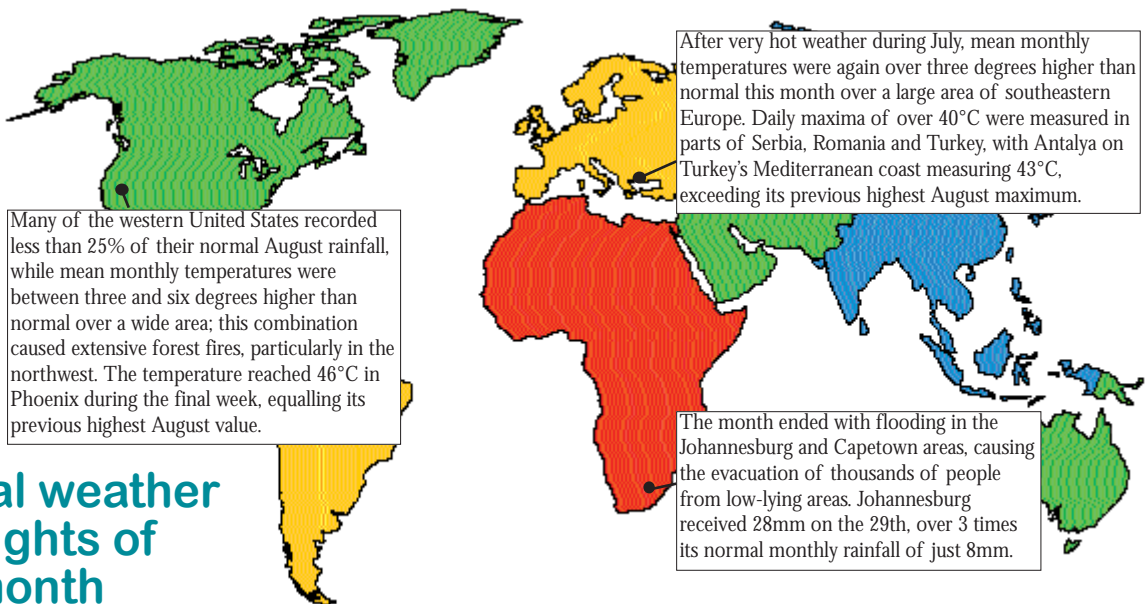 After very hot weather during July, mean monthly
temperatures were again over three degrees higher than
normal this month over a large area of southeastern
Europe. Daily maxima of over 40°C were measured in
parts of Serbia, Romania and Turkey, with Antalya on
Turkey's Mediterranean coast measuring 43°C,
exceeding its previous highest August maximum.
Many of the western United States recorded
less than 25% of their normal August rainfall,
while mean monthly temperatures were
between three and six degrees higher than
normal over a wide area; this combination
caused extensive forest fires, particularly in the
northwest. The temperature reached 46°C in
Phoenix during the final week, equalling its
previous highest August value.
The month ended with flooding in the
Johannesburg and Capetown areas, causing
the evacuation of thousands of people
from low-lying areas. Johannesburg
received 28mm on the 29th, over 3 times
its normal monthly rainfall of just 8mm.
al weather
ghts of
onth